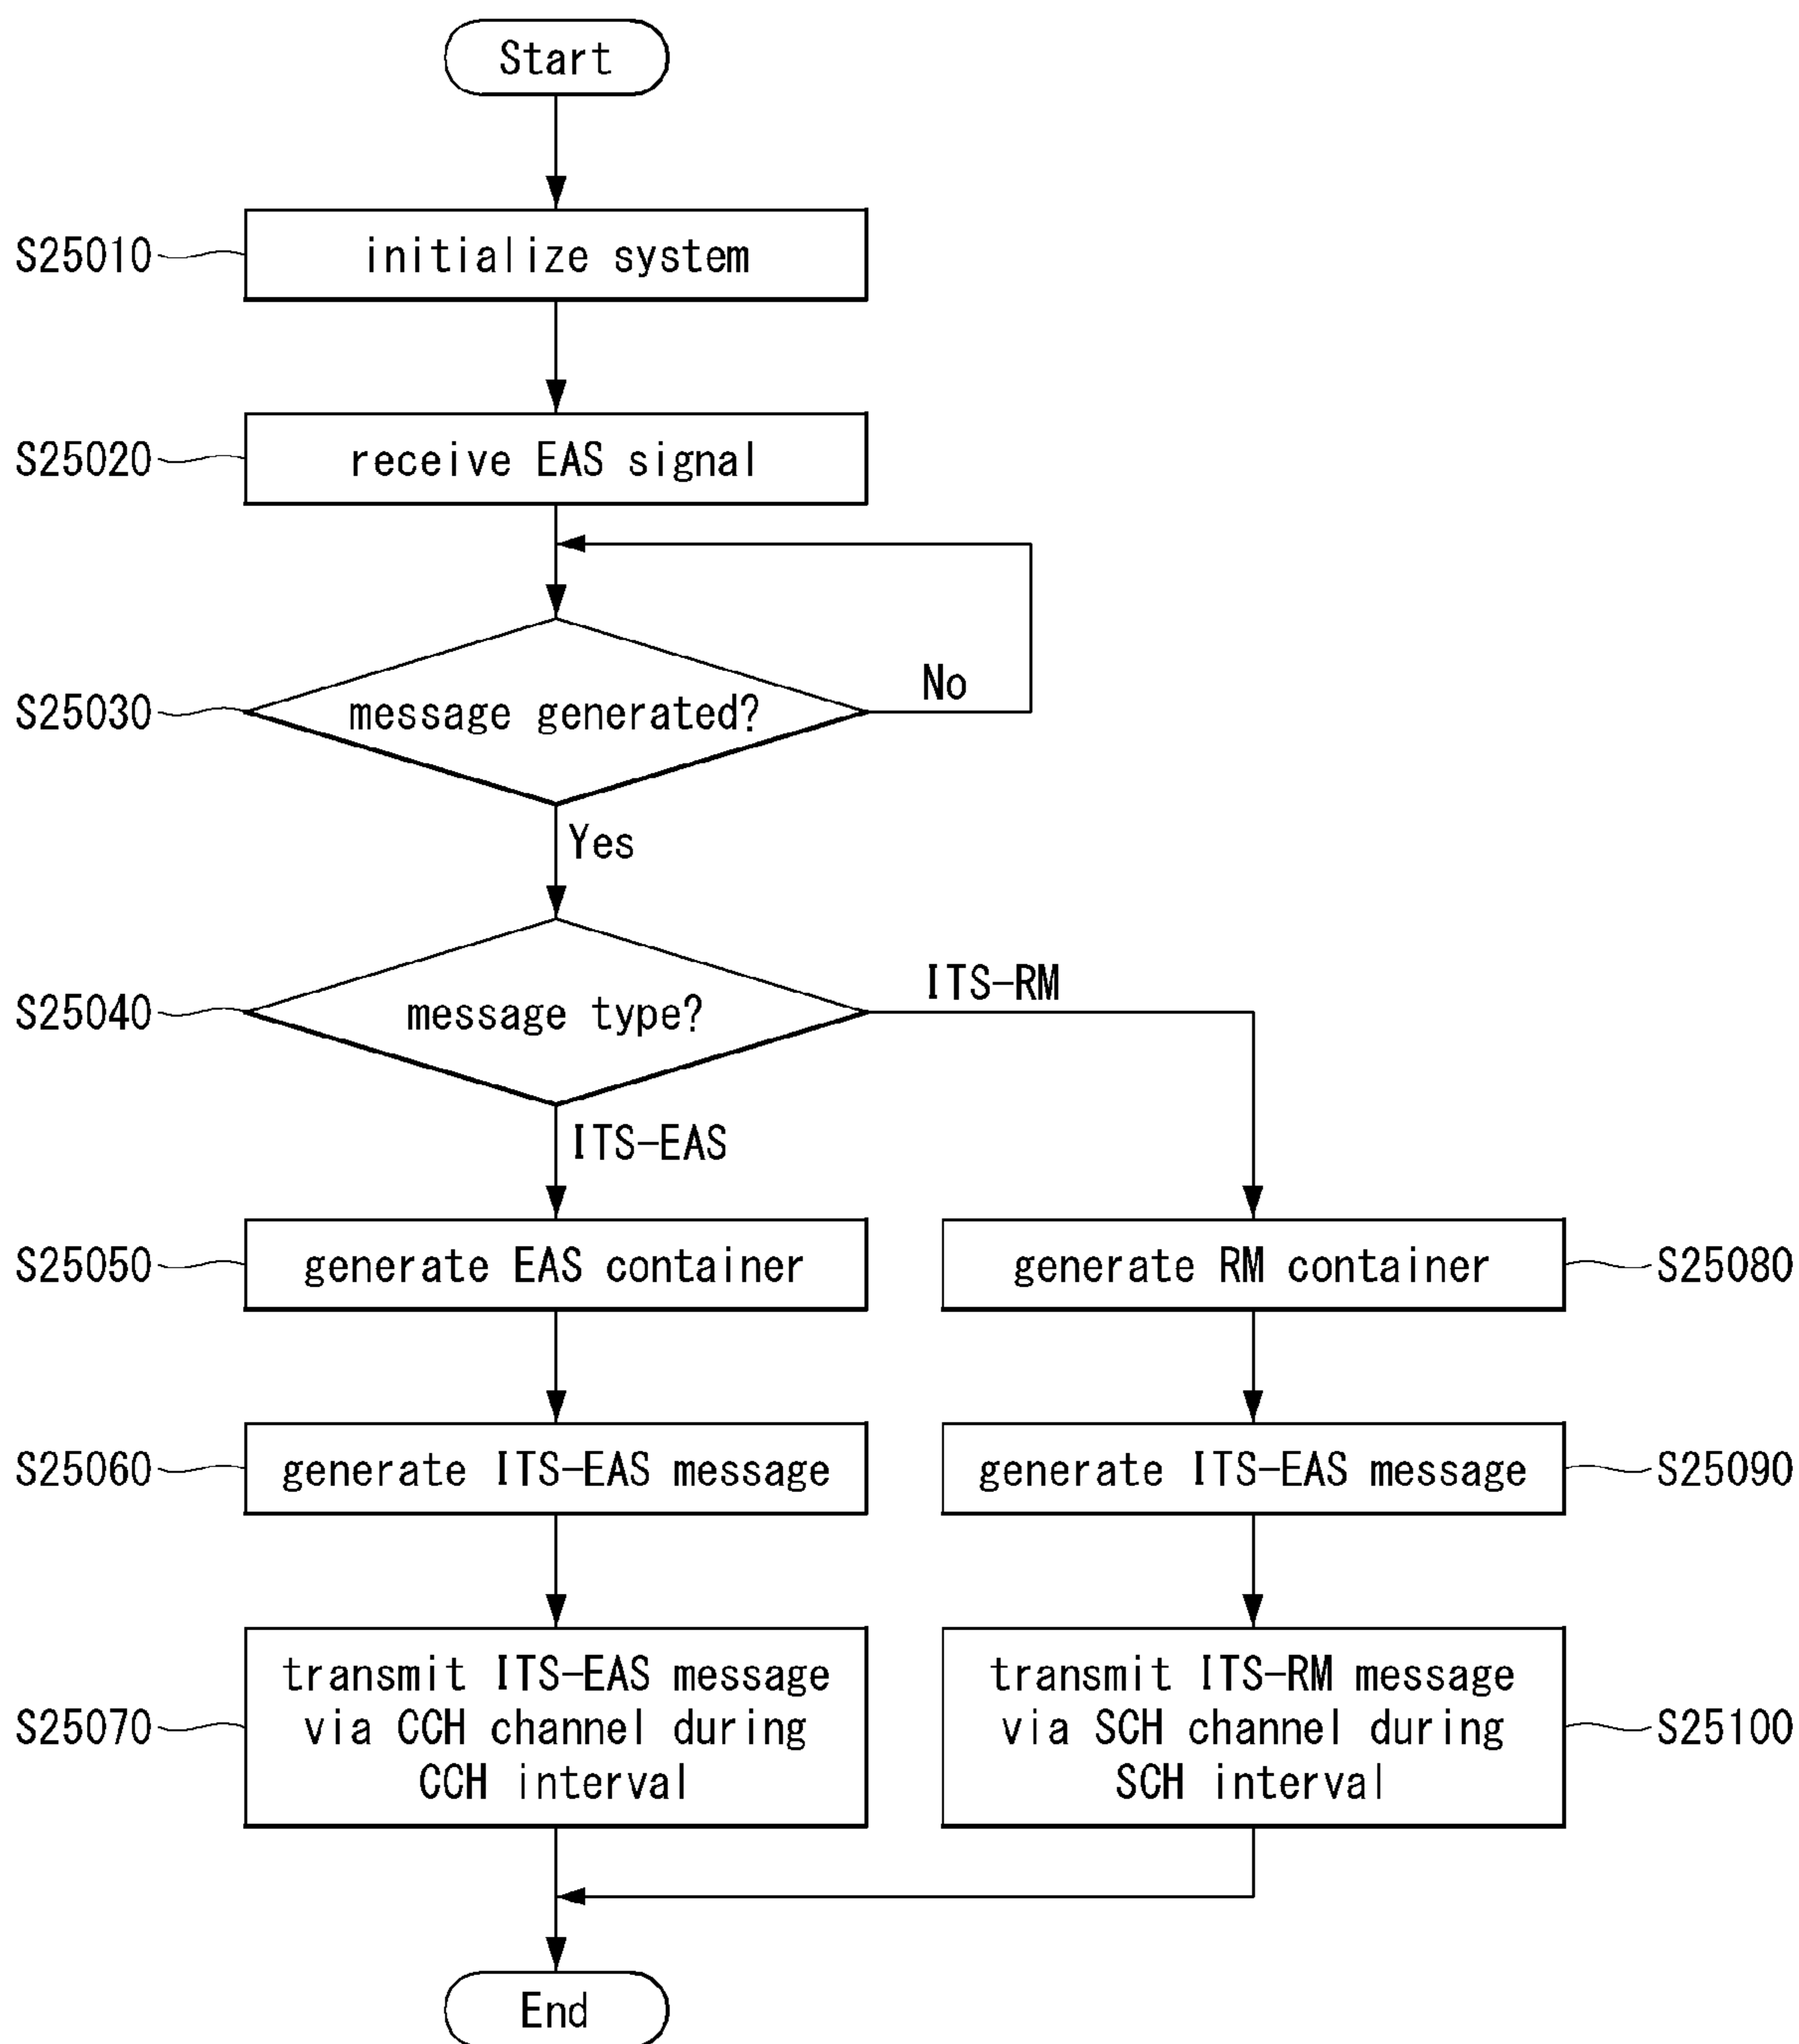 Start
S25010
initialize system
S25020
receive EAS signal
S25030
message generated?
No
Yes
S25040
message type?
ITS-RM
ITS-EAS
S25050
generate EAS container
generate RM container
S25080
S25060
generate ITS-EAS message
generate ITS-EAS message
S25090
S25070
transmit ITS-EAS message
via CCH channel during
CCH interval
transmit ITS-RM message
via SCH channel during
SCH interval
S25100
End